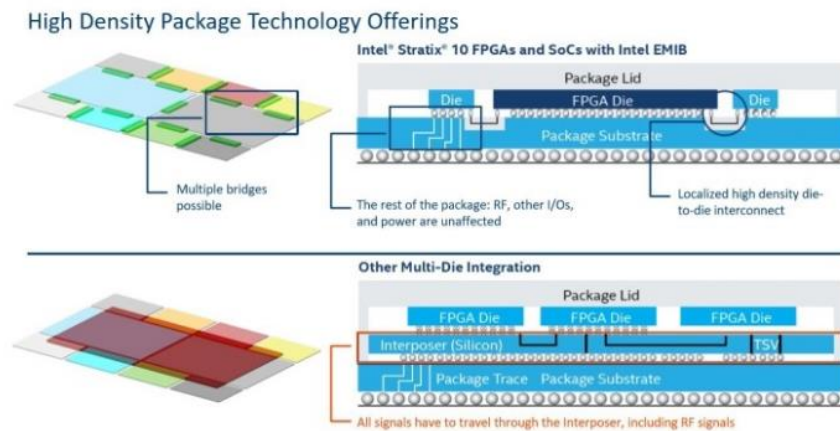 High Density Package Technology Offerings
Intel® Stratix® 10 FPGAs and SoCs with Intel EMIB
Package Lid
Die
FPGA Die
Die
Package Substrate
Multiple bridges
possible
The rest of the package: RF, other I/Os,
and power are unaffected
Localized high density die-
to-die interconnect
Other Multi-Die Integration
Package Lid
FPGA Die
FPGA Die
FPGA Die
Interposer (Silicon)
TSV
Package Trace
Package Substrate
All signals have to travel through the Interposer, including RF signals